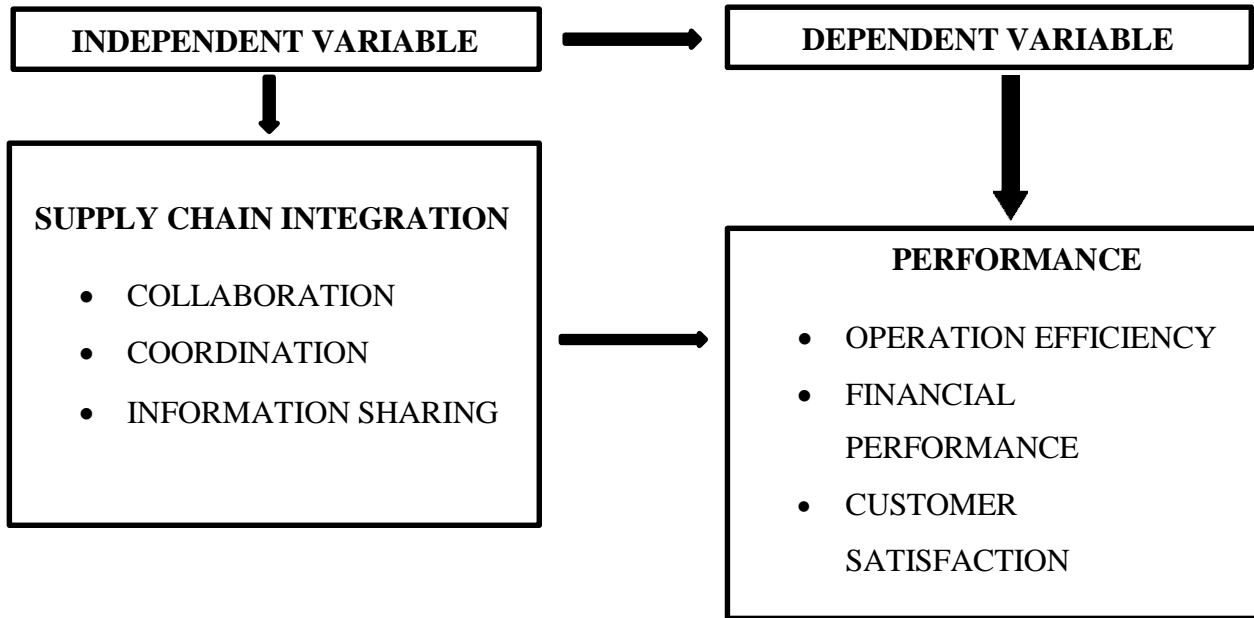 INDEPENDENT VARIABLE
DEPENDENT VARIABLE
SUPPLY CHAIN INTEGRATION
• COLLABORATION
• COORDINATION
• INFORMATION SHARING
PERFORMANCE
• OPERATION EFFICIENCY
• FINANCIAL
PERFORMANCE
• CUSTOMER
SATISFACTION